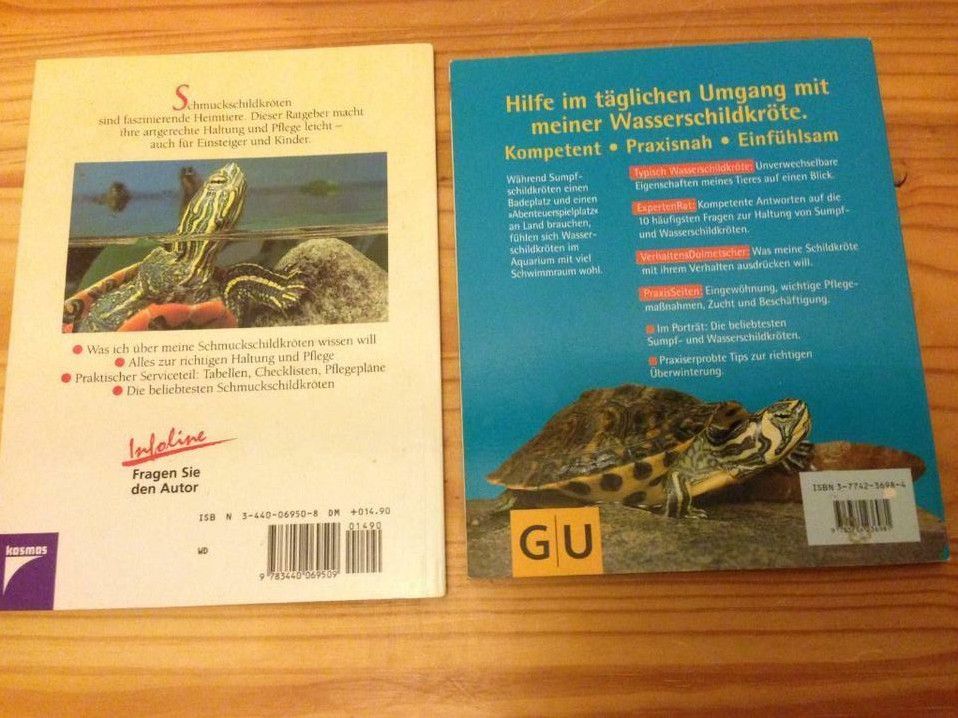 Schmuckschildkröten
sind faszinierende Heimtiere. Dieser Ratgeber macht
ihre artgerechte Haltung und Pflege leicht –
auch für Einsteiger und Kinder.
● Was ich über meine Schmuckschildkröten wissen will
● Alles zur richtigen Haltung und Pflege
● Praktischer Serviceteil: Tabellen, Checklisten, Pflegepläne
● Die beliebtesten Schmuckschildkröten
Infoline
Fragen Sie
den Autor
ISB N 3-440-06950-8 DM +014.90
01490
WD
9 783440 069509
kosmos
Hilfe im täglichen Umgang mit
meiner Wasserschildkröte.
Kompetent • Praxisnah • Einfühlsam
Während Sumpf-
schildkröten einen
Badeplatz und einen
»Abenteuerspielplatz«
an Land brauchen,
fühlen sich Wasser-
schildkröten im
Aquarium mit viel
Schwimmraum wohl.
Typisch Wasserschildkröte: Unverwechselbare
Eigenschaften meines Tieres auf einen Blick.
ExpertenRat: Kompetente Antworten auf die
10 häufigsten Fragen zur Haltung von Sumpf-
und Wasserschildkröten.
VerhaltensDolmetscher: Was meine Schildkröte
mit ihrem Verhalten ausdrücken will.
PraxisSeiten: Eingewöhnung, wichtige Pflege-
maßnahmen, Zucht und Beschäftigung.
■ Im Porträt: Die beliebtesten
Sumpf- und Wasserschildkröten.
■ Praxiserprobte Tips zur richtigen
Überwinterung.
G|U
ISBN 3-7742-3698-4